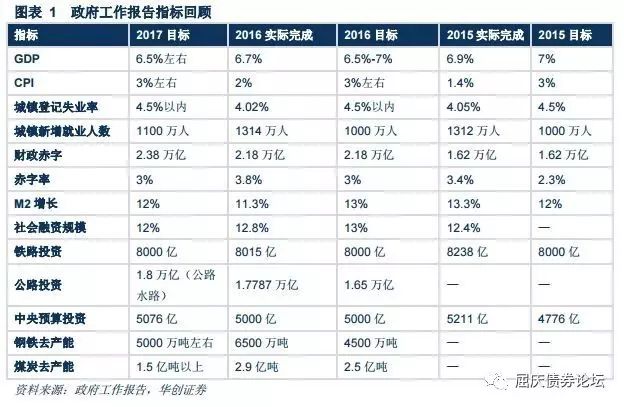 图表 1 政府工作报告指标回顾
指标 2017 目标 2016 实际完成 2016 目标 2015 实际完成 2015 目标
GDP 6.5%左右 6.7% 6.5%-7% 6.9% 7%
CPI 3%左右 2% 3%左右 1.4% 3%
城镇登记失业率 4.5%以内 4.02% 4.5%以内 4.05% 4.5%
城镇新增就业人数 1100 万人 1314 万人 1000 万人 1312 万人 1000 万人
财政赤字 2.38 万亿 2.18 万亿 2.18 万亿 1.62 万亿 1.62 万亿
赤字率 3% 3.8% 3% 3.4% 2.3%
M2 增长 12% 11.3% 13% 13.3% 12%
社会融资规模 12% 12.8% 13% 12.4% —
铁路投资 8000 亿 8015 亿 8000 亿 8238 亿 8000 亿
公路投资 1.8 万亿（公路 1.7787 万亿 1.65 万亿 — —
水路）
中央预算投资 5076 亿 5000 亿 5000 亿 5211 亿 4776 亿
钢铁去产能 5000 万吨左右 6500 万吨 4500 万吨 — —
煤炭去产能 1.5 亿吨以上 2.9 亿吨 2.5 亿吨 — —
资料来源：政府工作报告，华创证券
屈庆债券论坛